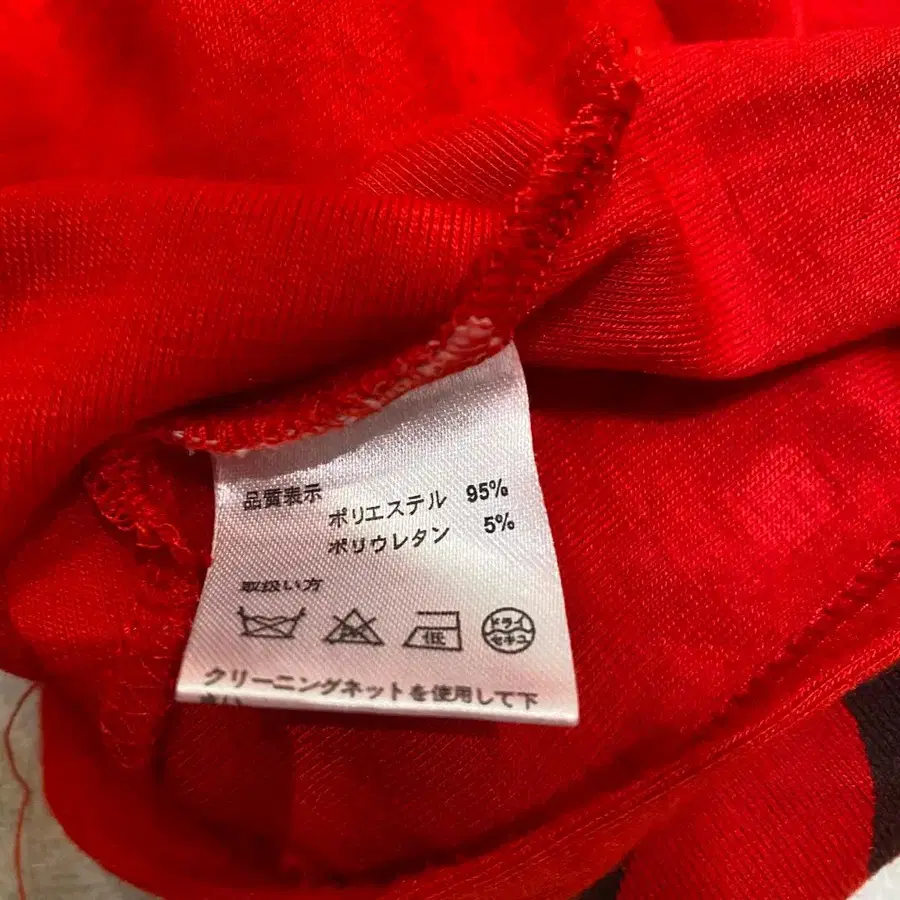 品質表示
ポリエステル 95%
ポリウレタン 5%
取扱い方
低
ドライ
セキユ
クリーニングネットを使用して下
さい